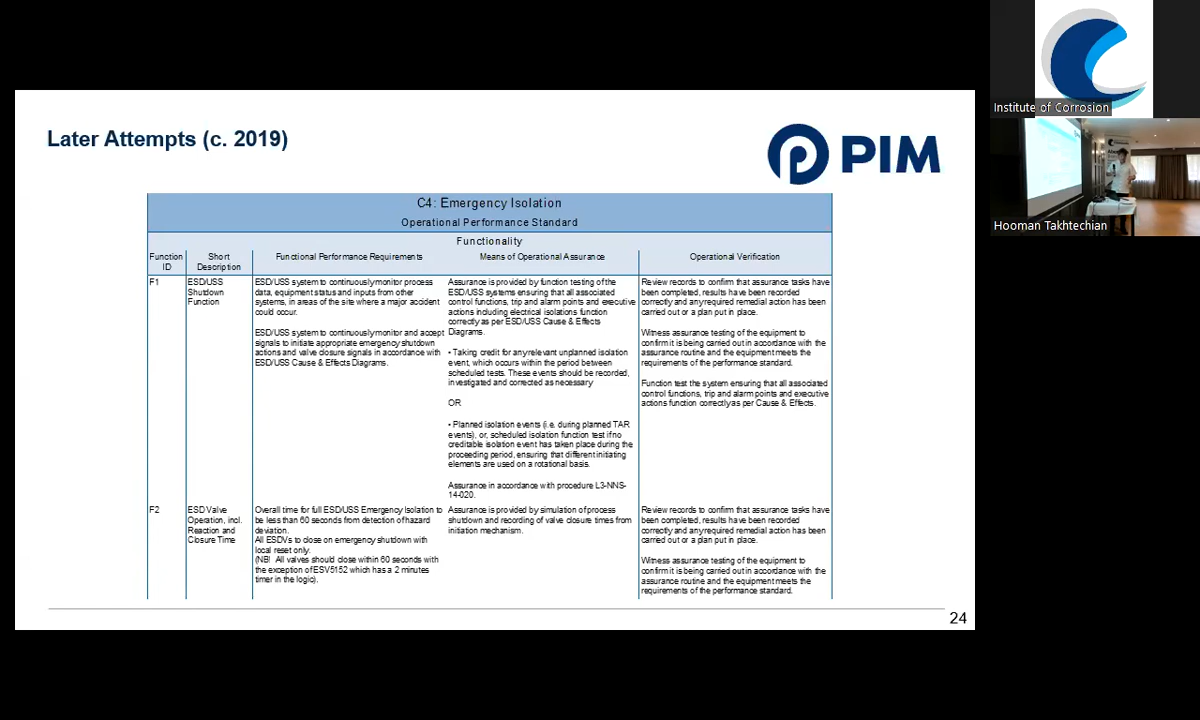 Later Attempts (c. 2019)
PIM
C4: Emergency Isolation
Operational Performance Standard
Functionality
Function ID
Short Description
Functional Performance Requirements
Means of Operational Assurance
Operational Verification
F1
ESD/USS
Shutdown
Function
ESD/USS system to continuously monitor process
data, equipment status and inputs from other
systems, in areas of the site where a major accident
could occur.
ESD/USS system to continuously monitor and accept
signals to initiate appropriate emergency shutdown
actions and valve closure signals in accordance with
ESD/USS Cause & Effects Diagrams.
Assurance is provided by function testing of the
ESD/USS systems ensuring that all associated
control functions, trip and alarm points and executive
actions including electrical isolations function
correctly as per ESD/USS Cause & Effects
Diagrams.
• Taking credit for any relevant unplanned isolation
event, which occurs within the period between
scheduled tests. These events should be recorded,
investigated and corrected as necessary
OR
• Planned isolation events (i.e. during planned TAR
events), or, scheduled isolation function test if no
creditable isolation event has taken place during the
proceeding period, ensuring that different initiating
elements are used on a rotational basis.
Assurance in accordance with procedure L3-NNS-
14-020.
Review records to confirm that assurance tasks have
been completed, results have been recorded
correctly and any required remedial action has been
carried out or a plan put in place.
Witness assurance testing of the equipment to
confirm it is being carried out in accordance with the
assurance routine and the equipment meets the
requirements of the performance standard.
Function test the system ensuring that all associated
control functions, trip and alarm points and executive
actions function correctly as per Cause & Effects.
F2
ESD Valve
Operation, incl.
Reaction and
Closure Time
Overall time for full ESD/USS Emergency Isolation to
be less than 60 seconds from detection of hazard
deviation.
All ESDVs to close on emergency shutdown with
local reset only.
(NB! All valves should close within 60 seconds with
the exception of ESV5152 which has a 2 minutes
timer in the logic).
Assurance is provided by simulation of process
shutdown and recording of valve closure times from
initiation mechanism.
Review records to confirm that assurance tasks have
been completed, results have been recorded
correctly and any required remedial action has been
carried out or a plan put in place.
Witness assurance testing of the equipment to
confirm it is being carried out in accordance with the
assurance routine and the equipment meets the
requirements of the performance standard.
24
Institute of Corrosion
Hooman Takhtechian